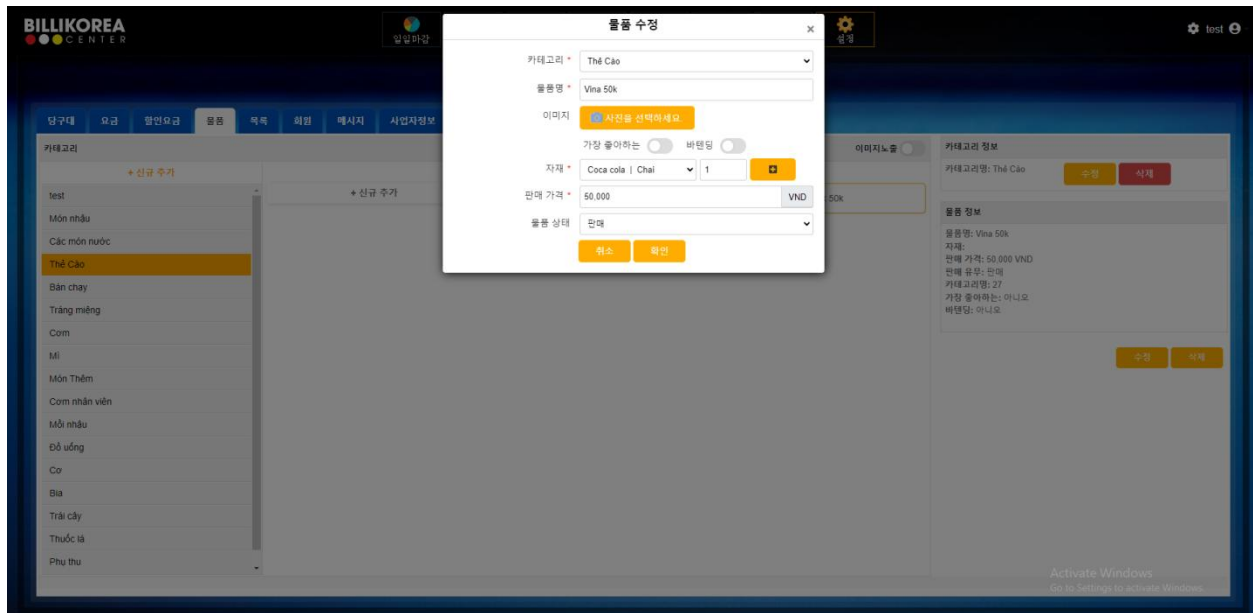 BILLIKOREA
CENTER
일일마감
설정
test
물품 수정
×
카테고리 *
Thẻ Cào
물품명 *
Vina 50k
이미지
사진을 선택하세요.
가장 좋아하는
바텐딩
자재 *
Coca cola | Chai
1
판매 가격 *
50,000
VND
물품 상태
판매
취소
확인
당구대
요금
할인요금
물품
목록
회원
메시지
사업자정보
카테고리
+ 신규 추가
test
Món nhậu
Các món nước
Thẻ Cào
Bán chạy
Tráng miệng
Cơm
Mì
Món Thêm
Cơm nhân viên
Mồi nhậu
Đồ uống
Cơ
Bia
Trái cây
Thuốc lá
Phụ thu
+ 신규 추가
이미지노출
50k
카테고리 정보
카테고리명: Thẻ Cào
수정
삭제
물품 정보
물품명: Vina 50k
자재:
판매 가격: 50,000 VND
판매 유무: 판매
카테고리명: 27
가장 좋아하는: 아니요
바텐딩: 아니요
수정
삭제
Activate Windows
Go to Settings to activate Windows.